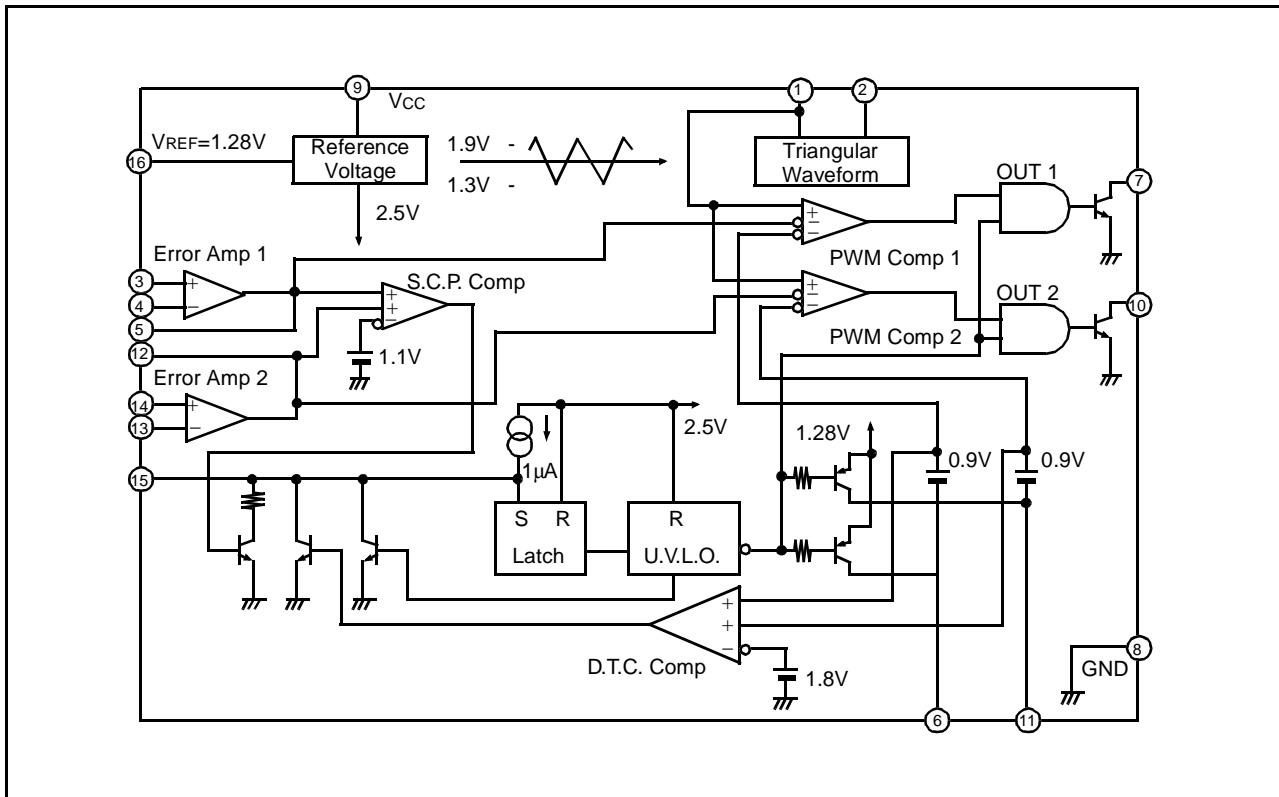 9
1
2
VCC
VREF=1.28V
16
Reference
Voltage
1.9V -
1.3V -
Triangular
Waveform
OUT 1
7
2.5V
+
−
−
Error Amp 1
3
+
4
−
5
S.C.P. Comp
+
+
−
PWM Comp 1
+
−
−
OUT 2
10
12
1.1V
PWM Comp 2
Error Amp 2
14
+
13
−
2.5V
1.28V
0.9V
0.9V
15
1μA
S R
Latch
R
U.V.L.O.
+
+
−
D.T.C. Comp
1.8V
8
GND
6
11